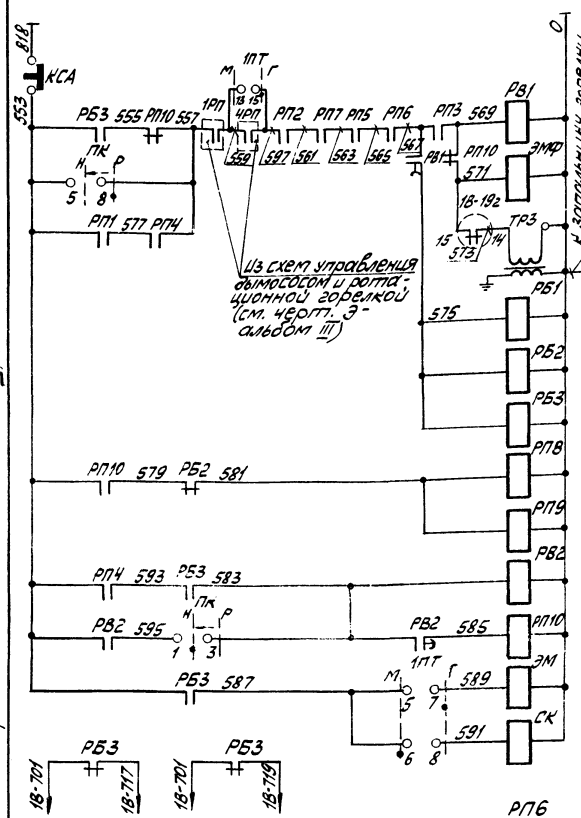 818
КСА
553
0
К запальнику горелки
1ПТ
М
Г
13
15
РБ3 555 РП10 557
1РП
4РП
559
РП2
597
561
РП7
563
РП5
565
РП6
567
РВ1
РП3
569
РВ1
РП10
571
ЭМФ
ПК
Н
Р
5
8
РП1 577 РП4
18-192
15
14
573
ТР3
Из схем управления
дымососом и рота-
ционной горелкой
(см. черт. Э-
альбом III)
575
РБ1
РБ2
РБ3
РП10 579 РБ2 581
РП8
РП9
РП4 593 РБ3 583
РВ2
ПК
Н
Р
РВ2 595
1
3
РВ2
585
РП10
1ПТ
РБ3 587
М
Г
5
7
589
ЭМ
6
8
591
СК
РБ3
18-701
18-717
РБ3
18-701
18-719
РП6